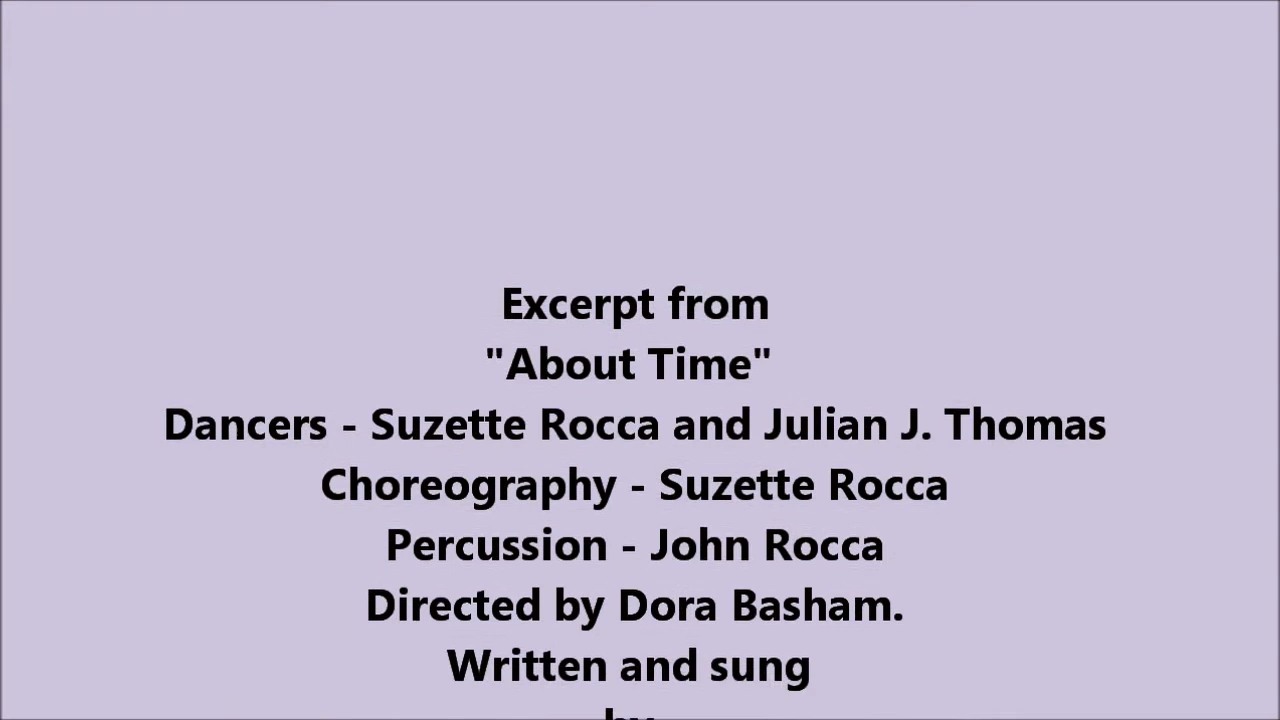 Excerpt from
"About Time"
Dancers - Suzette Rocca and Julian J. Thomas
Choreography - Suzette Rocca
Percussion - John Rocca
Directed by Dora Basham.
Written and sung
by